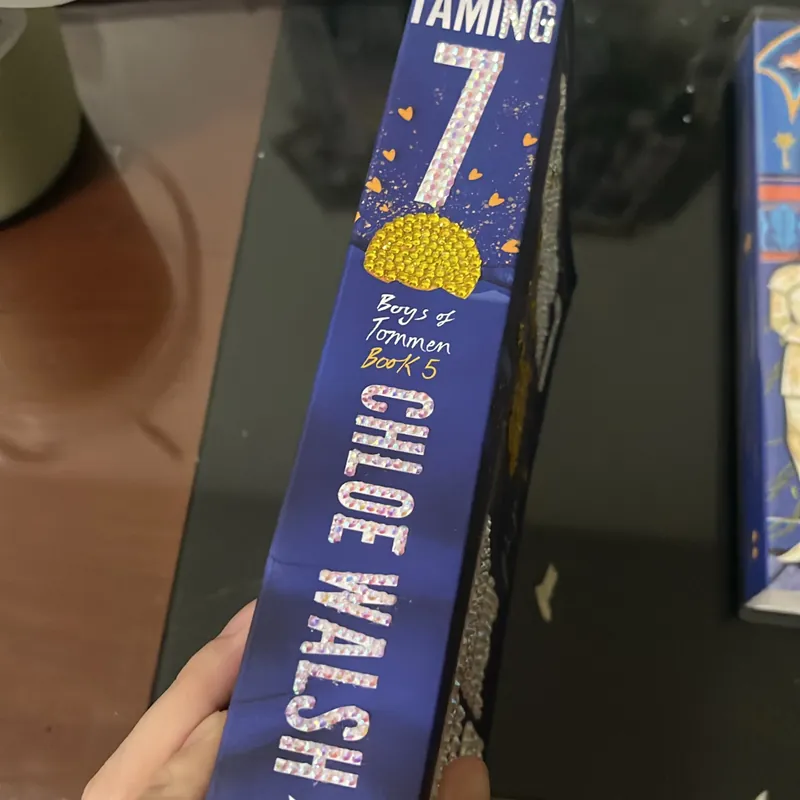 TAMING
7
Boys of
Tommen
Book 5
CHLOE WALSH